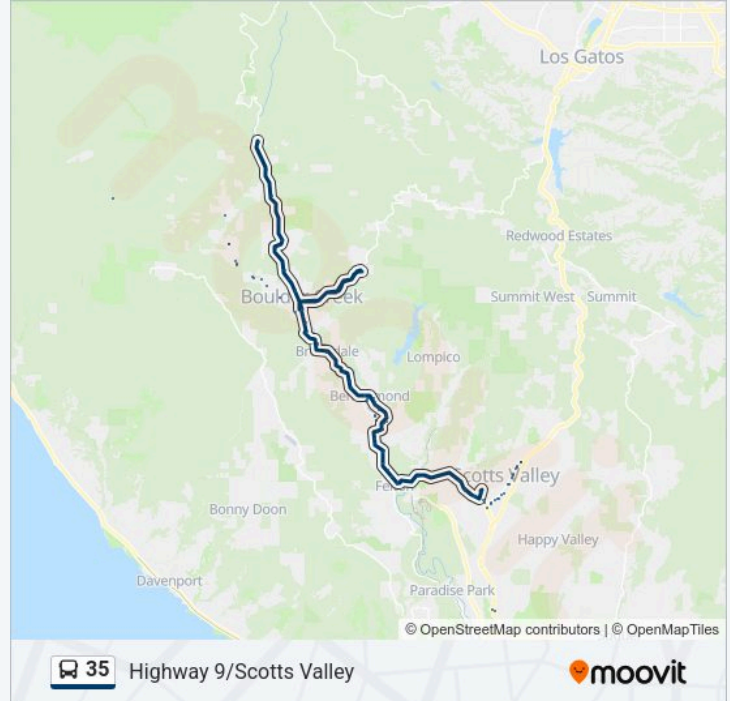 Los Gatos
Redwood Estates
Summit West
Summit
Lompico
Scotts Valley
Bonny Doon
Happy Valley
Davenport
Paradise Park
© OpenStreetMap contributors | © OpenMapTiles
35
Highway 9/Scotts Valley
moovit